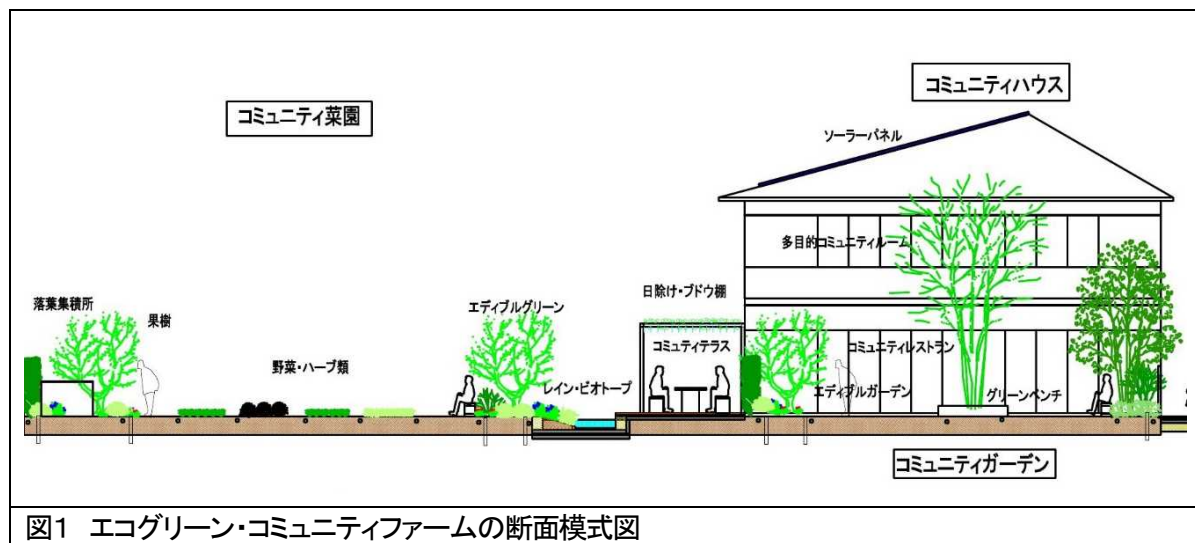 コミュニティハウス
コミュニティ菜園
ソーラーパネル
多目的コミュニティルーム
日除け・ブドウ棚
落葉集積所
エディブルグリーン
果樹
コミュティテラス
コミュニティレストラン
野菜・ハーブ類
レイン・ビオトープ
エディブルガーデン
グリーンベンチ
コミュニティガーデン
図1 エコグリーン・コミュニティファームの断面模式図